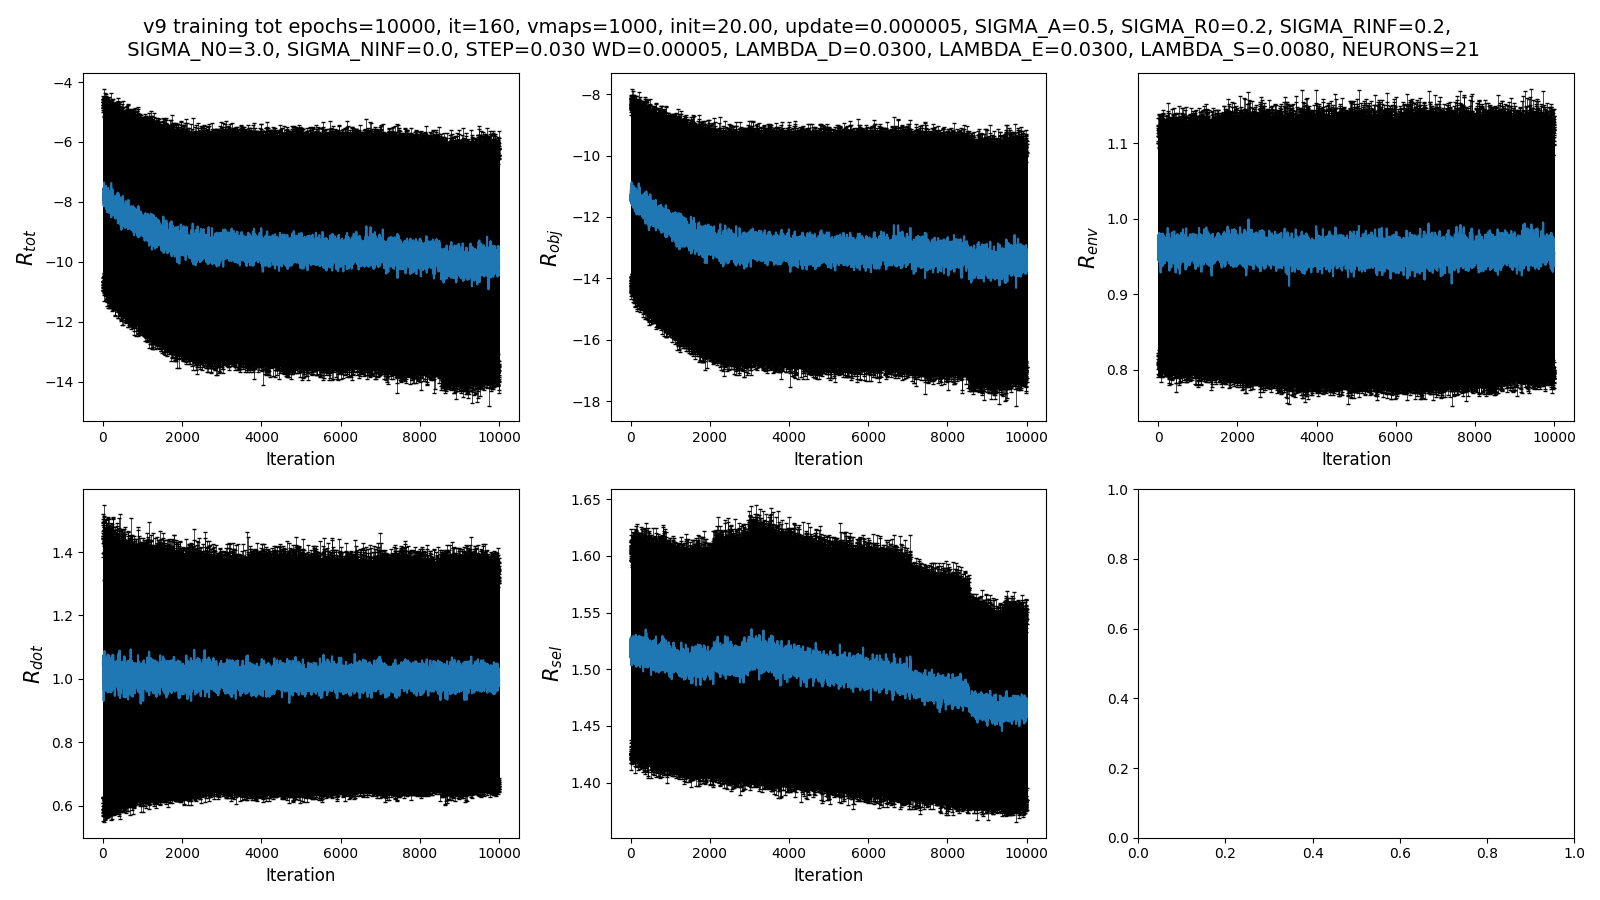 v9 training tot epochs=10000, it=160, vmaps=1000, init=20.00, update=0.000005, SIGMA_A=0.5, SIGMA_R0=0.2, SIGMA_RINF=0.2,
SIGMA_N0=3.0, SIGMA_NINF=0.0, STEP=0.030 WD=0.00005, LAMBDA_D=0.0300, LAMBDA_E=0.0300, LAMBDA_S=0.0080, NEURONS=21
−4
−6
−8
−10
−12
−14
R_tot
0 2000 4000 6000 8000 10000
Iteration
−8
−10
−12
−14
−16
−18
R_obj
0 2000 4000 6000 8000 10000
Iteration
1.1
1.0
0.9
0.8
R_env
0 2000 4000 6000 8000 10000
Iteration
1.4
1.2
1.0
0.8
0.6
R_dot
0 2000 4000 6000 8000 10000
Iteration
1.65
1.60
1.55
1.50
1.45
1.40
R_sel
0 2000 4000 6000 8000 10000
Iteration
1.0
0.8
0.6
0.4
0.2
0.0
0.0 0.2 0.4 0.6 0.8 1.0